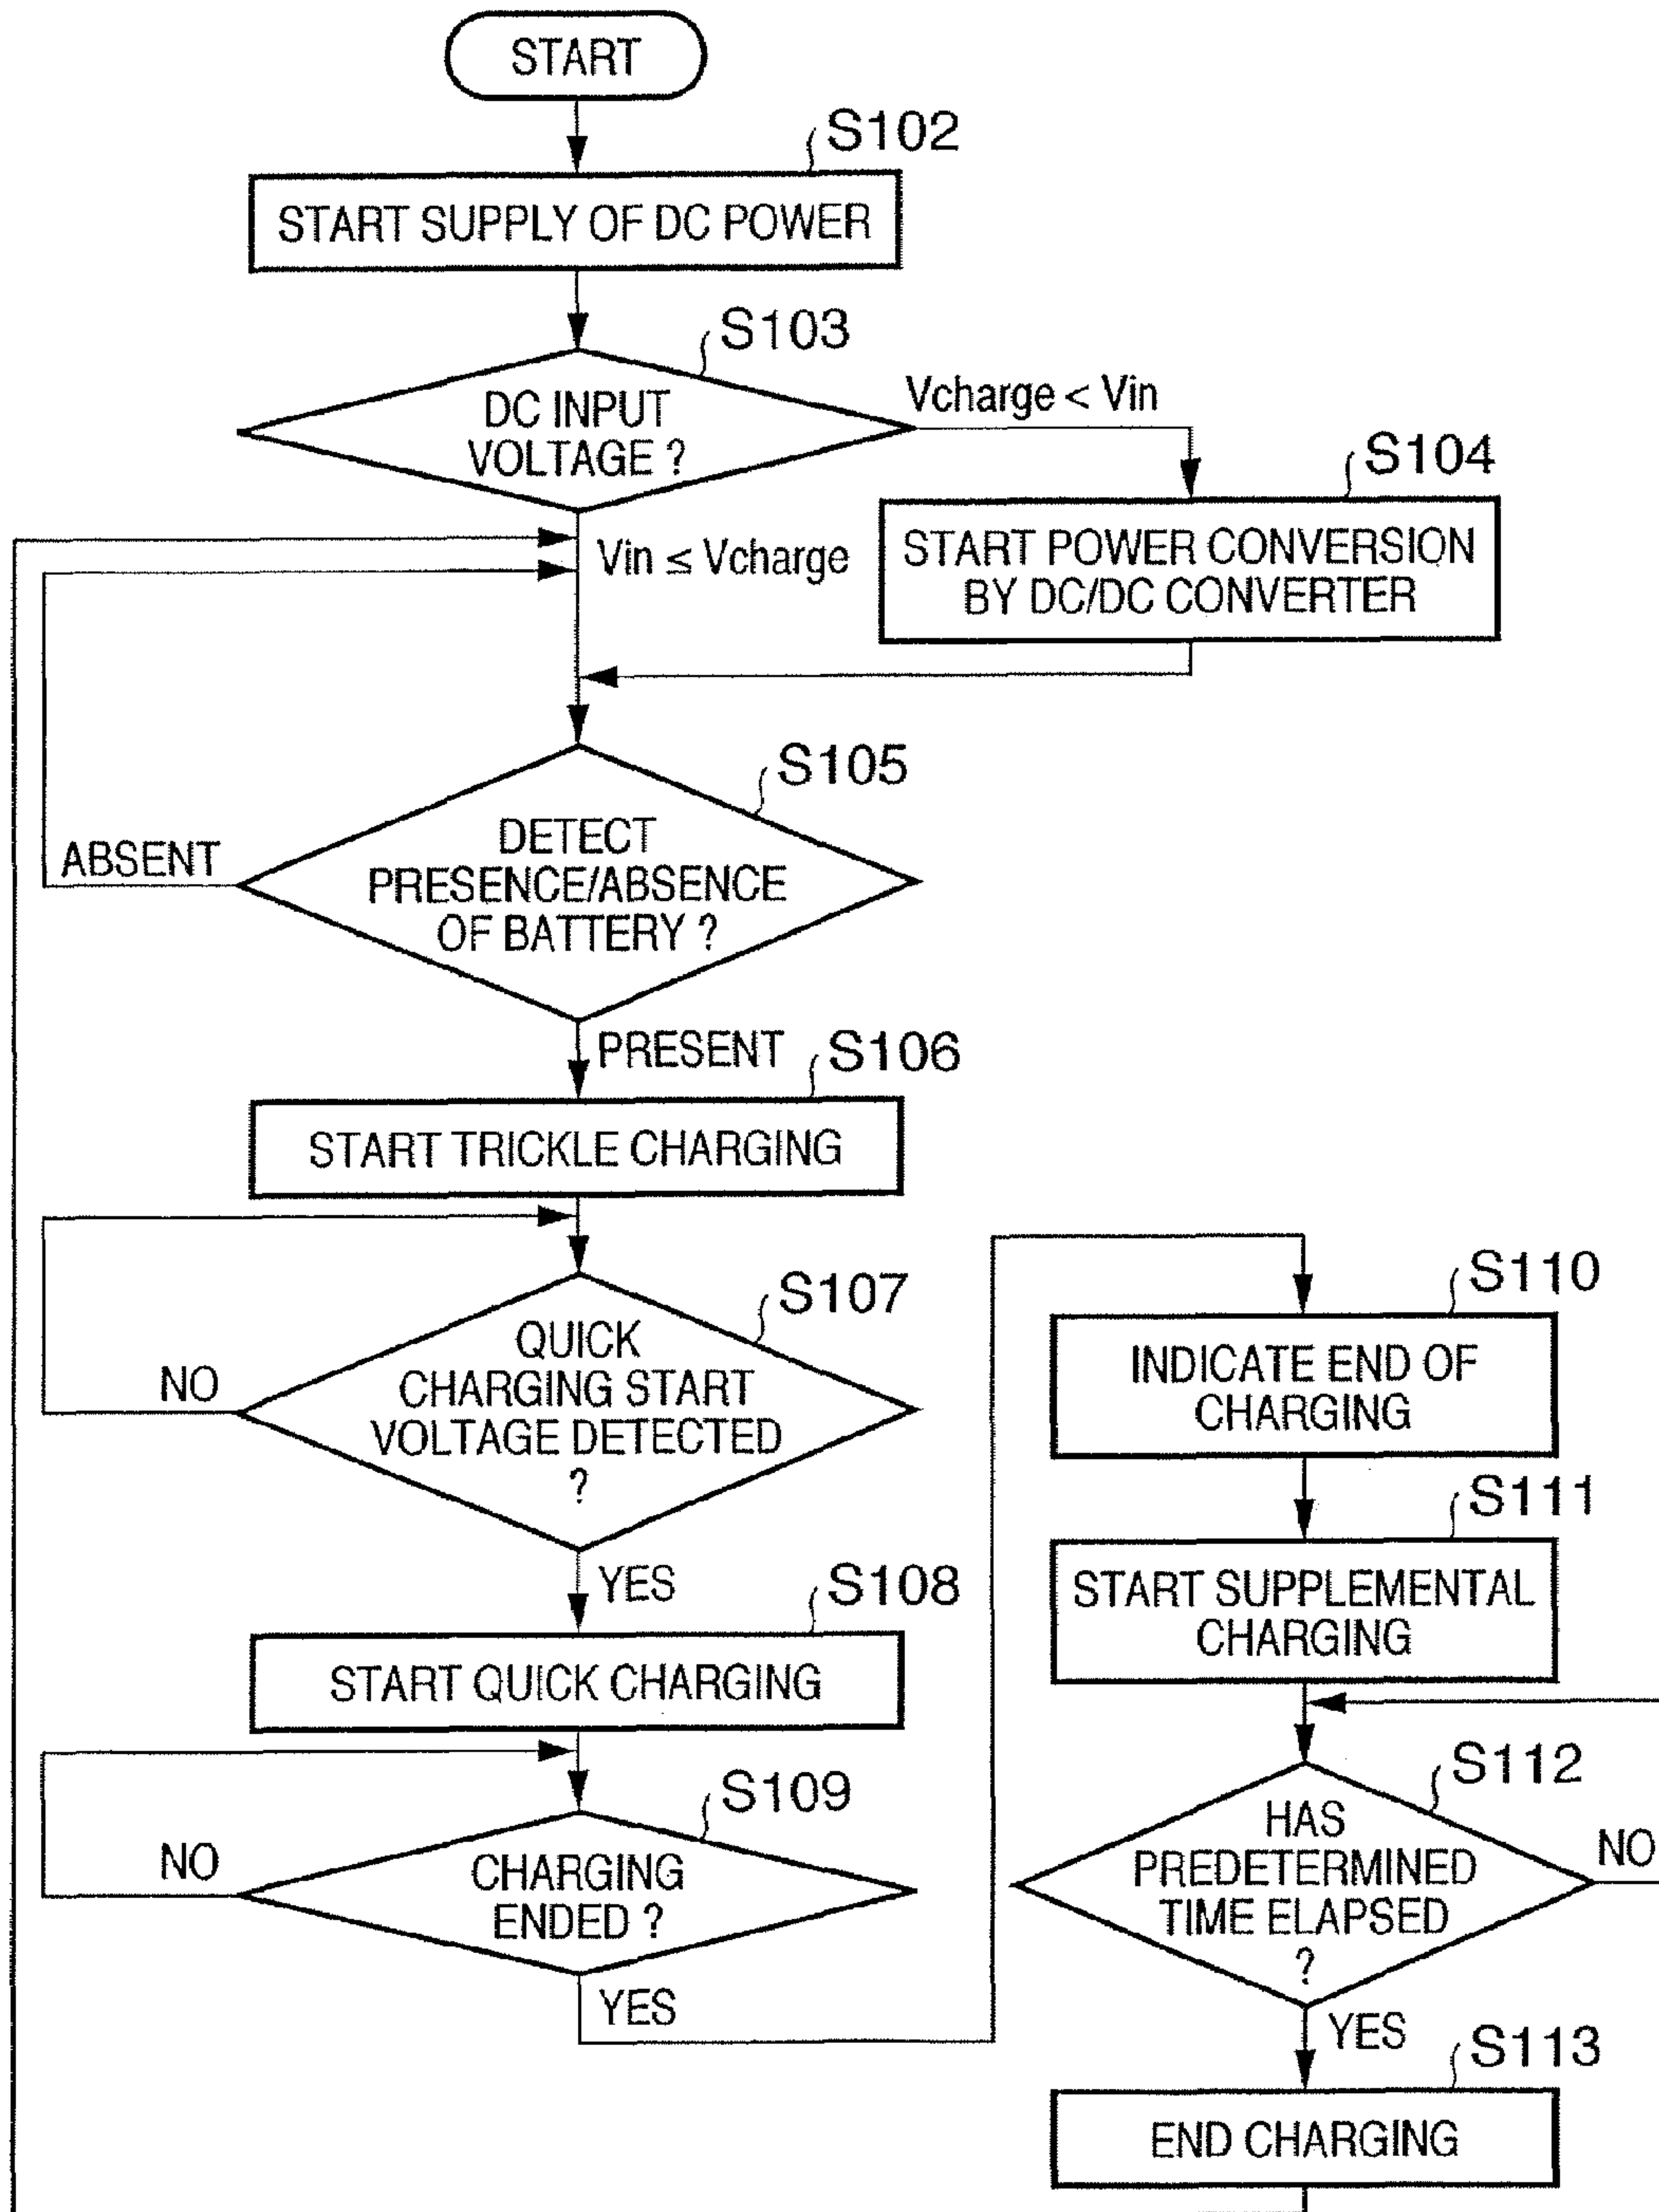 START
S102
START SUPPLY OF DC POWER
S103
DC INPUT
VOLTAGE ?
Vcharge < Vin
S104
START POWER CONVERSION
BY DC/DC CONVERTER
Vin ≤ Vcharge
S105
DETECT
PRESENCE/ABSENCE
OF BATTERY ?
ABSENT
PRESENT
S106
START TRICKLE CHARGING
S107
QUICK
CHARGING START
VOLTAGE DETECTED
?
NO
YES
S108
START QUICK CHARGING
S109
CHARGING
ENDED ?
NO
YES
S110
INDICATE END OF
CHARGING
S111
START SUPPLEMENTAL
CHARGING
S112
HAS
PREDETERMINED
TIME ELAPSED
?
NO
YES
S113
END CHARGING